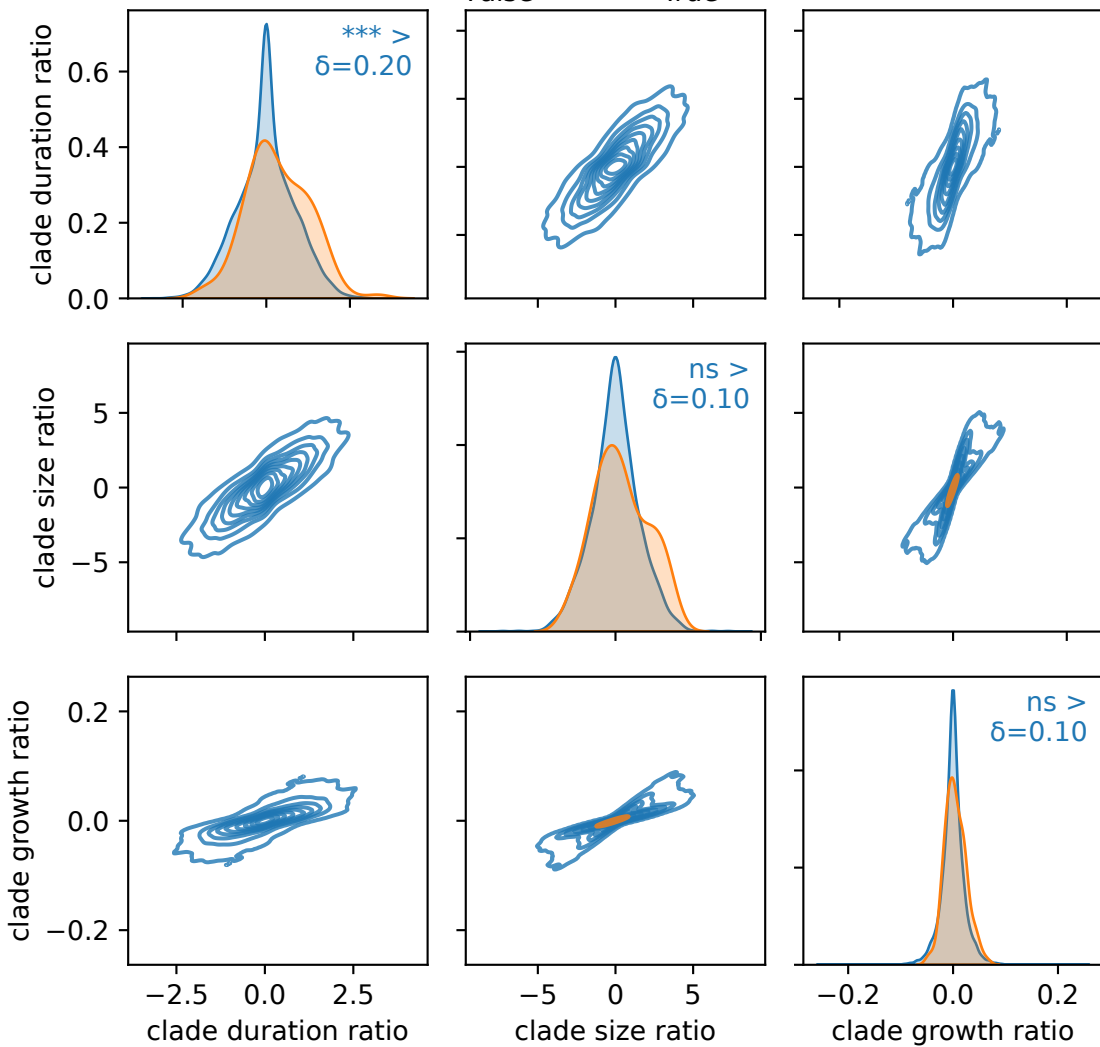 *** >
δ=0.20
clade duration ratio
0.6
0.4
0.2
0.0
ns >
δ=0.10
clade size ratio
5
0
−5
ns >
δ=0.10
clade growth ratio
0.2
0.0
−0.2
−2.5 0.0 2.5
−5 0 5
−0.2 0.0 0.2
clade duration ratio
clade size ratio
clade growth ratio